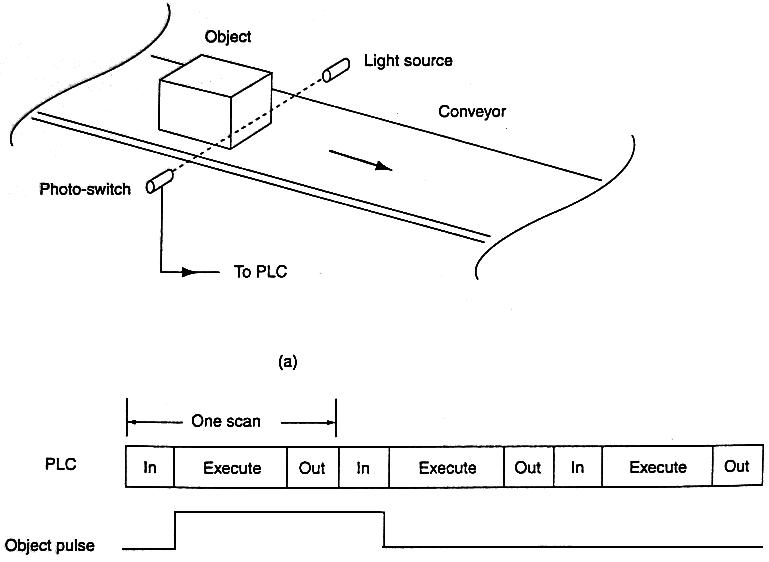 Object
Light source
Conveyor
Photo-switch
To PLC
(a)
One scan
PLC In Execute Out In Execute Out In Execute Out
Object pulse